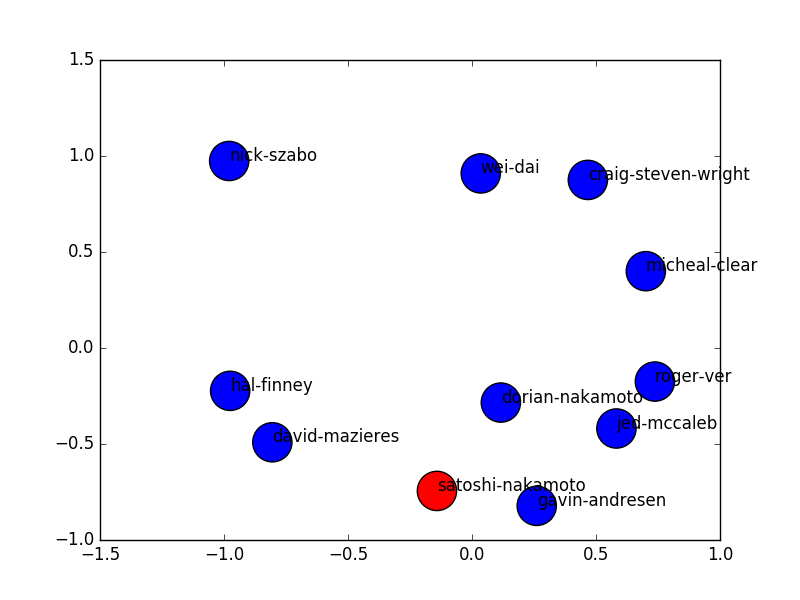 1.5
nick-szabo
1.0
wei-dai
craig-steven-wright
0.5
micheal-clear
0.0
hal-finney
roger-ver
dorian-nakamoto
jed-mccaleb
−0.5
david-mazieres
satoshi-nakamoto
gavin-andresen
−1.0
−1.5 −1.0 −0.5 0.0 0.5 1.0